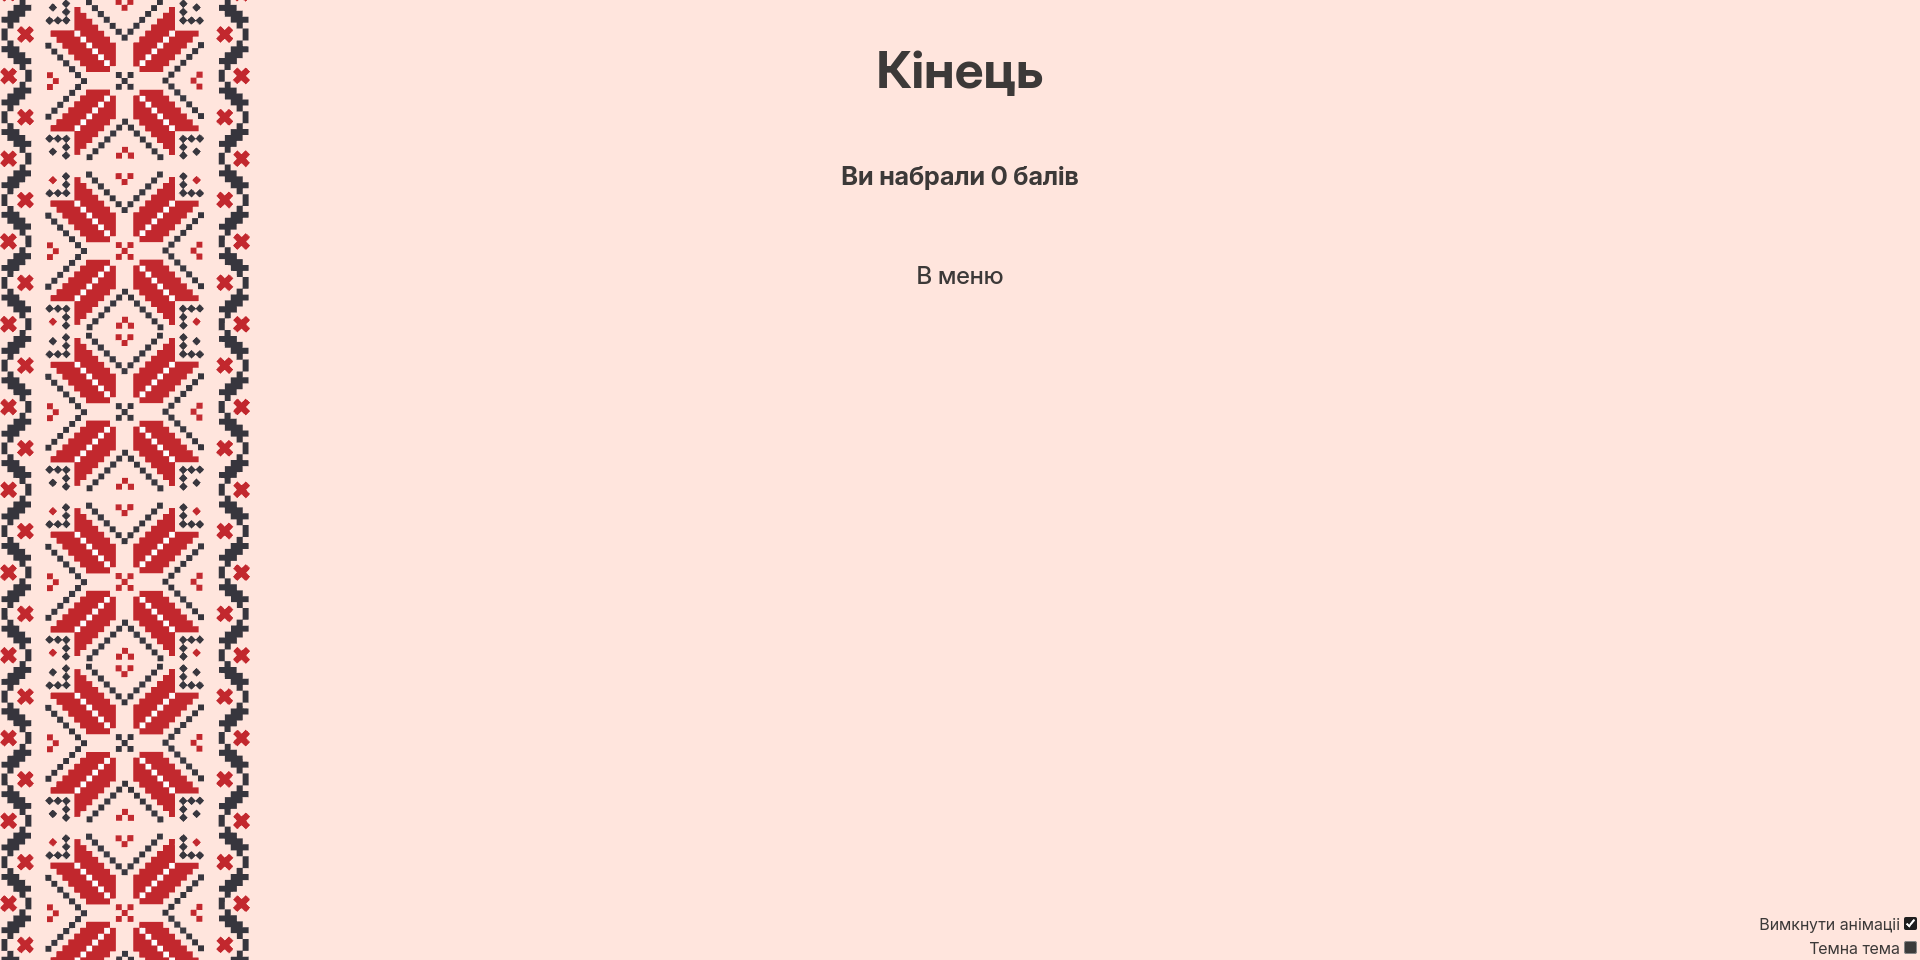 Кінець
Ви набрали 0 балів
В меню
Вимкнути анімації
Темна тема